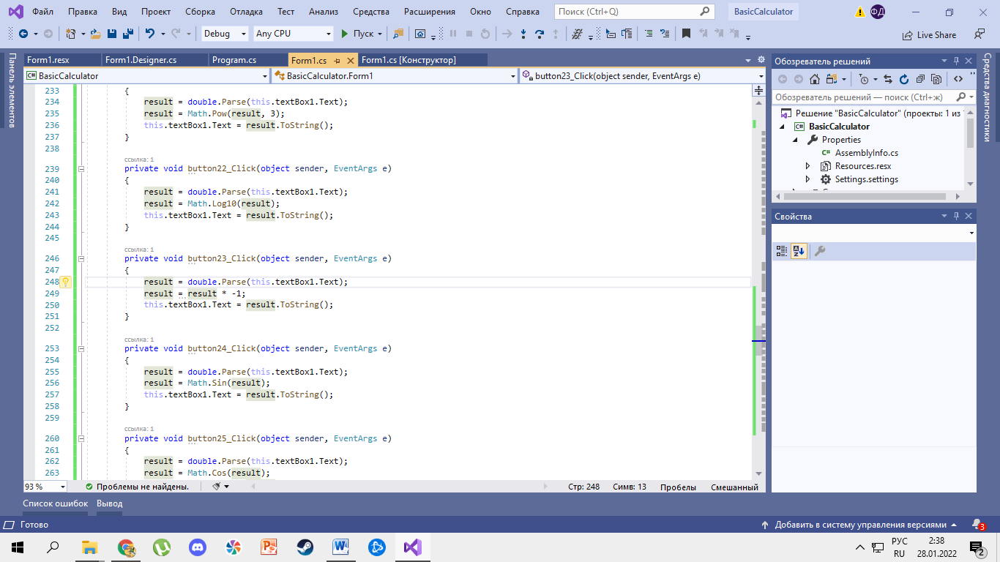 Файл Правка Вид Проект Сборка Отладка Тест Анализ Средства Расширения Окно Справка Поиск (Ctrl+Q) BasicCalculator ФД
Debug Any CPU Пуск Live Share
Панель элементов
Form1.resx Form1.Designer.cs Program.cs Form1.cs Form1.cs [Конструктор]
BasicCalculator BasicCalculator.Form1 button23_Click(object sender, EventArgs e)
233 {
234 result = double.Parse(this.textBox1.Text);
235 result = Math.Pow(result, 3);
236 this.textBox1.Text = result.ToString();
237 }
238
ссылка: 1
239 private void button22_Click(object sender, EventArgs e)
240 {
241 result = double.Parse(this.textBox1.Text);
242 result = Math.Log10(result);
243 this.textBox1.Text = result.ToString();
244 }
245
ссылка: 1
246 private void button23_Click(object sender, EventArgs e)
247 {
248 result = double.Parse(this.textBox1.Text);
249 result = result * -1;
250 this.textBox1.Text = result.ToString();
251 }
252
ссылка: 1
253 private void button24_Click(object sender, EventArgs e)
254 {
255 result = double.Parse(this.textBox1.Text);
256 result = Math.Sin(result);
257 this.textBox1.Text = result.ToString();
258 }
259
ссылка: 1
260 private void button25_Click(object sender, EventArgs e)
261 {
262 result = double.Parse(this.textBox1.Text);
263 result = Math.Cos(result);
93 % Проблемы не найдены. Стр: 248 Симв: 13 Пробелы Смешанный
Обозреватель решений
Обозреватель решений — поиск (Ctrl+ж)
Решение "BasicCalculator" (проекты: 1 из
BasicCalculator
Properties
AssemblyInfo.cs
Resources.resx
Settings.settings
Свойства
Средства диагностики
Список ошибок Вывод
Готово Добавить в систему управления версиями 3
РУС
RU
2:38
28.01.2022
2